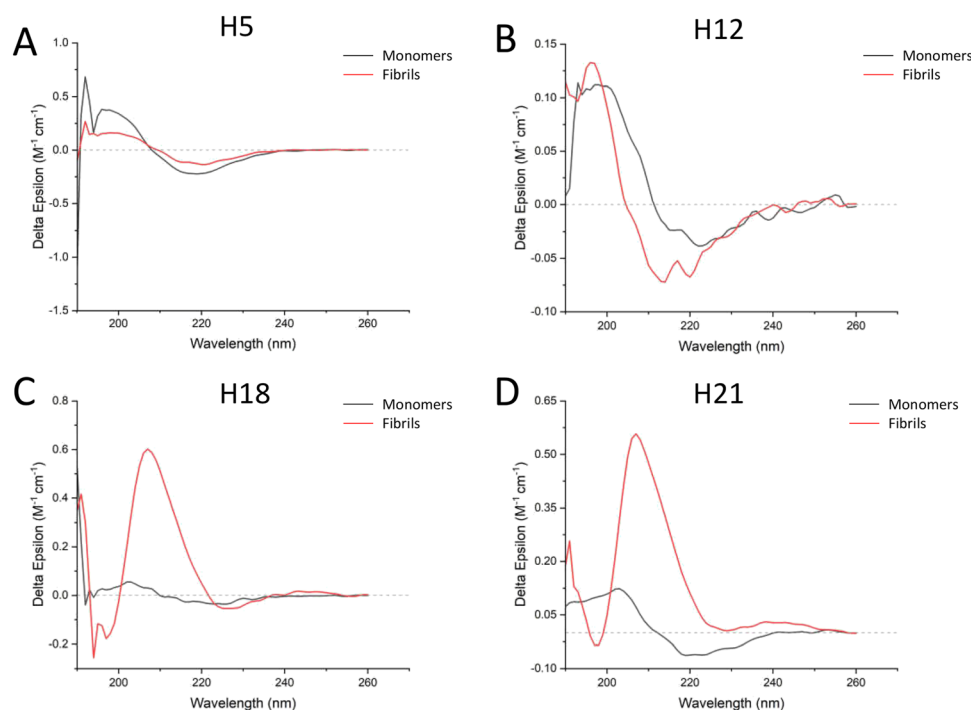 A
H5
Monomers
Fibrils
Delta Epsilon (M⁻¹ cm⁻¹)
1.0
0.5
0.0
-0.5
-1.0
-1.5
200 220 240 260
Wavelength (nm)
B
H12
Monomers
Fibrils
Delta Epsilon (M⁻¹ cm⁻¹)
0.15
0.10
0.05
0.00
-0.05
-0.10
200 220 240 260
Wavelength (nm)
C
H18
Monomers
Fibrils
Delta Epsilon (M⁻¹ cm⁻¹)
0.8
0.6
0.4
0.2
0.0
-0.2
200 220 240 260
Wavelength (nm)
D
H21
Monomers
Fibrils
Delta Epsilon (M⁻¹ cm⁻¹)
0.65
0.50
0.35
0.20
0.05
-0.10
200 220 240 260
Wavelength (nm)